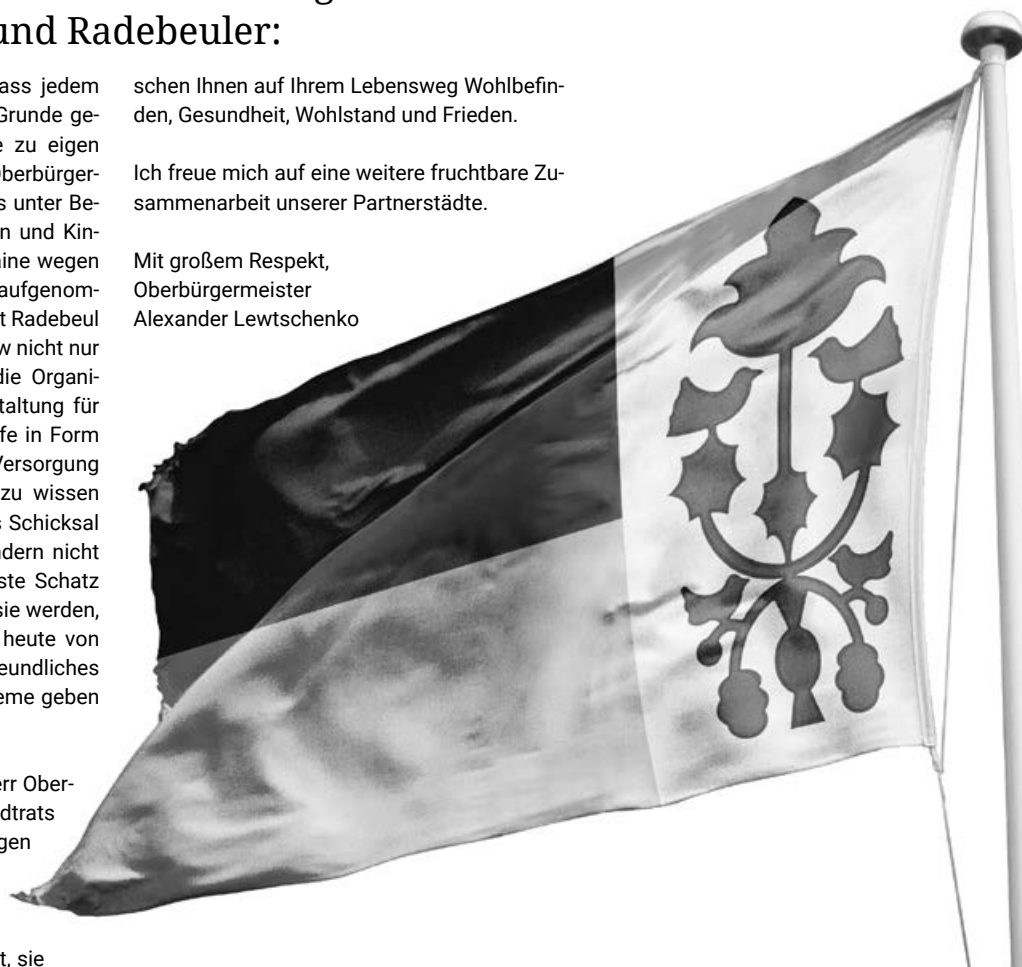 und Radebeuler:
ass jedem
Grunde ge-
e zu eigen
Oberbürger-
s unter Be-
n und Kin-
aine wegen
aufgenom-
t Radebeul
w nicht nur
die Organi-
taltung für
fe in Form
Versorgung
zu wissen
s Schicksal
ndern nicht
ste Schatz
sie werden,
heute von
eundliches
eme geben
err Ober-
dtrats
gen
t, sie
schen Ihnen auf Ihrem Lebensweg Wohlbefin-
den, Gesundheit, Wohlstand und Frieden.
Ich freue mich auf eine weitere fruchtbare Zu-
sammenarbeit unserer Partnerstädte.
Mit großem Respekt,
Oberbürgermeister
Alexander Lewtschenko